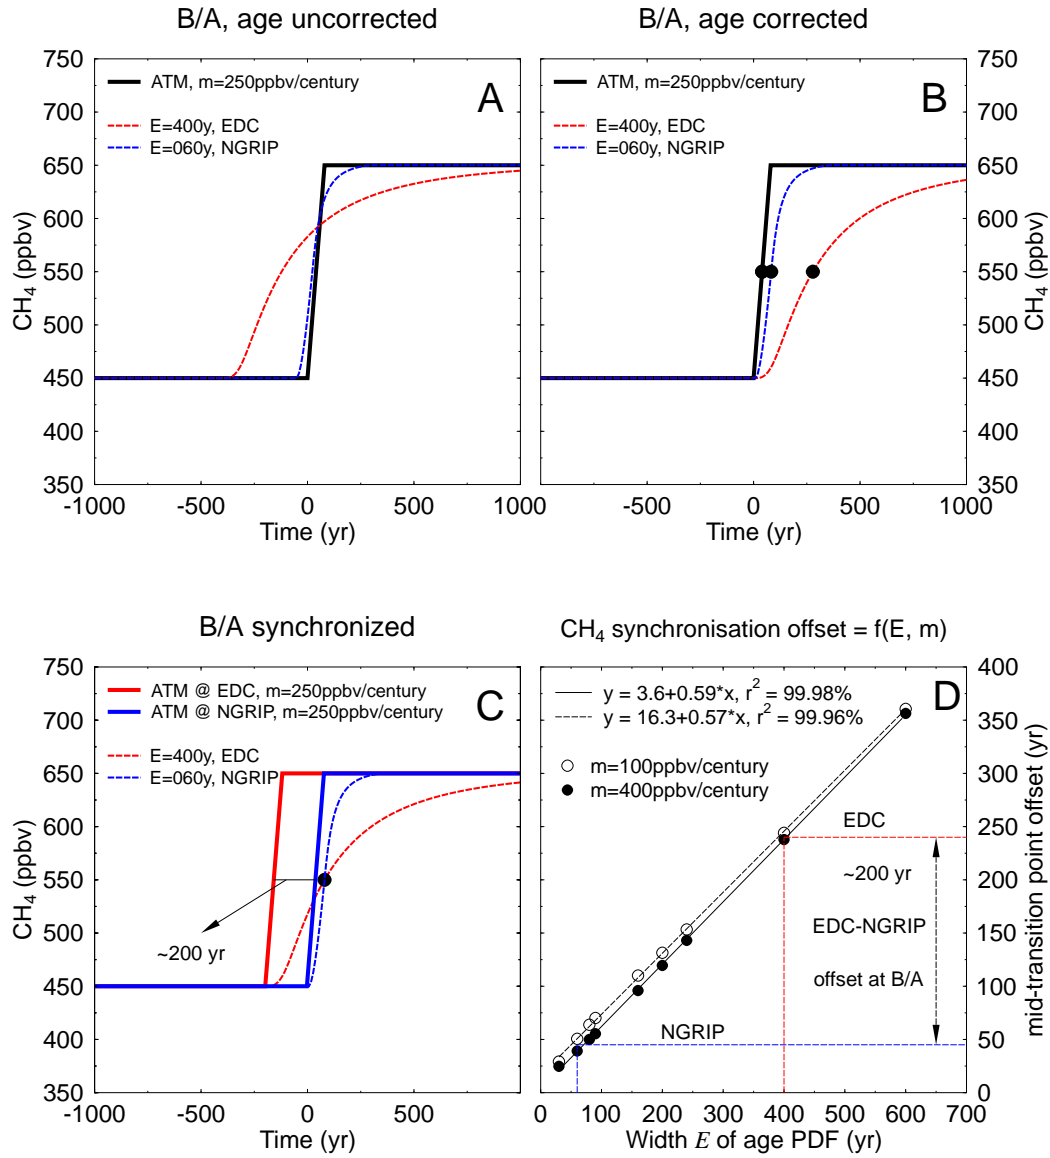 B/A, age uncorrected
750
700
650
600
550
500
450
400
350
CH4 (ppbv)
ATM, m=250ppbv/century
A
E=400y, EDC
E=060y, NGRIP
-1000
-500
0
500
1000
Time (yr)
B/A, age corrected
ATM, m=250ppbv/century
B
E=400y, EDC
E=060y, NGRIP
750
700
650
600
550
500
450
400
350
CH4 (ppbv)
-500
0
500
1000
Time (yr)
B/A synchronized
750
700
650
600
550
500
450
400
350
CH4 (ppbv)
ATM @ EDC, m=250ppbv/century
ATM @ NGRIP, m=250ppbv/century
C
E=400y, EDC
E=060y, NGRIP
~200 yr
-1000
-500
0
500
Time (yr)
CH4 synchronisation offset = f(E, m)
y = 3.6+0.59*x, r2 = 99.98%
y = 16.3+0.57*x, r2 = 99.96%
D
m=100ppbv/century
m=400ppbv/century
EDC
~200 yr
EDC-NGRIP
offset at B/A
NGRIP
400
350
300
250
200
150
100
50
0
mid-transition point offset (yr)
0
100
200
300
400
500
600
700
Width E of age PDF (yr)